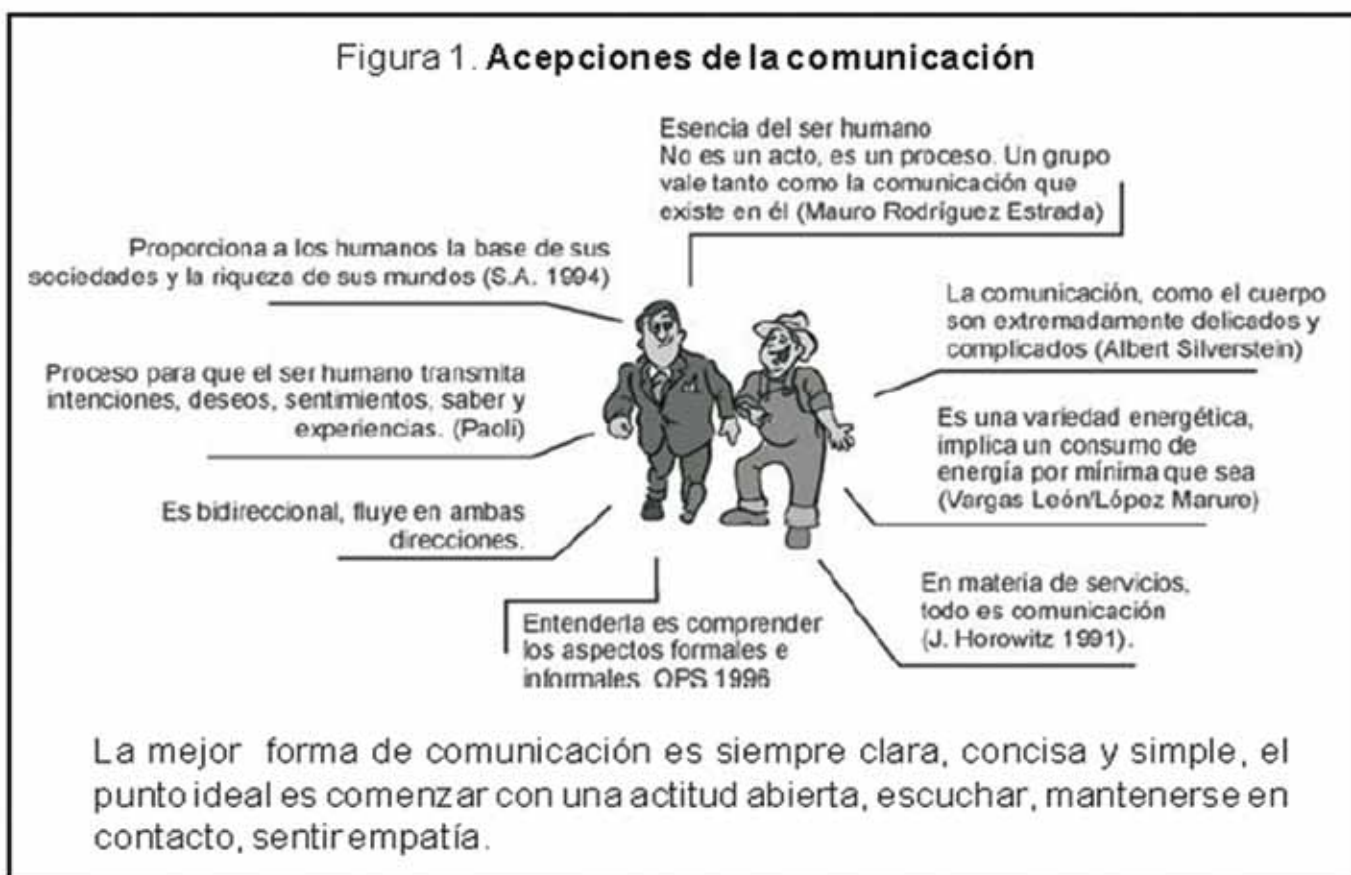 Figura 1. Acepciones de la comunicación
Esencia del ser humano
No es un acto, es un proceso. Un grupo
vale tanto como la comunicación que
existe en él (Mauro Rodríguez Estrada)
Proporciona a los humanos la base de sus
sociedades y la riqueza de sus mundos (S.A. 1994)
La comunicación, como el cuerpo
son extremadamente delicados y
complicados (Albert Silverstein)
Proceso para que el ser humano transmita
intenciones, deseos, sentimientos, saber y
experiencias. (Paoli)
Es una variedad energética,
implica un consumo de
energía por mínima que sea
(Vargas León/López Maruro)
Es bidireccional, fluye en ambas
direcciones.
En materia de servicios,
todo es comunicación
(J. Horowitz 1991).
Entenderla es comprender
los aspectos formales e
informales OPS 1996
La mejor forma de comunicación es siempre clara, concisa y simple, el
punto ideal es comenzar con una actitud abierta, escuchar, mantenerse en
contacto, sentir empatía.